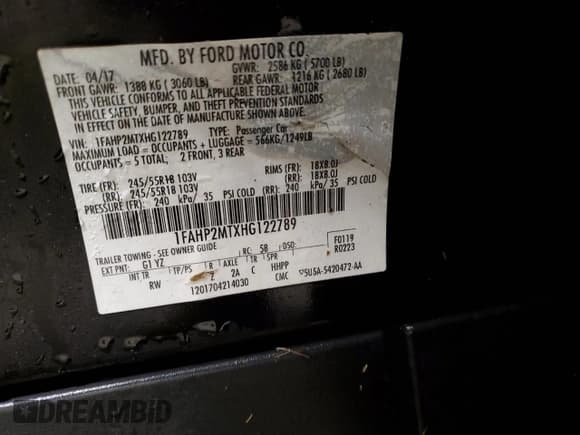 MFD. BY FORD MOTOR CO.
DATE: 04/17 GVWR: 2586 KG ( 5700 LB)
FRONT GAWR: 1388 KG ( 3060 LB) REAR GAWR: 1216 KG ( 2680 LB)
THIS VEHICLE CONFORMS TO ALL APPLICABLE FEDERAL MOTOR
VEHICLE SAFETY, BUMPER, AND THEFT PREVENTION STANDARDS
IN EFFECT ON THE DATE OF MANUFACTURE SHOWN ABOVE.
VIN: 1FAHP2MTXHG122789 TYPE: Passenger Car
MAXIMUM LOAD = OCCUPANTS + LUGGAGE = 566KG/1249LB
OCCUPANTS = 5 TOTAL: 2 FRONT, 3 REAR
TIRE (FR): 245/55R18 103V RIMS (FR): 18X8.0J
(RR): 245/55R18 103V (RR): 18X8.0J
PRESSURE (FR): 240 kPa/ 35 PSI COLD (RR): 240 kPa/ 35 PSI COLD
1FAHP2MTXHG122789
TRAILER TOWING - SEE OWNER GUIDE RC: 58 DSO: F0119
EXT PNT: G1 YZ R0223
INT TR TP/PS R AXLE TR SPR
RW Z 2A C HHPP
1201704214030 CMC 5U5A-5420472-AA
DREAMBID